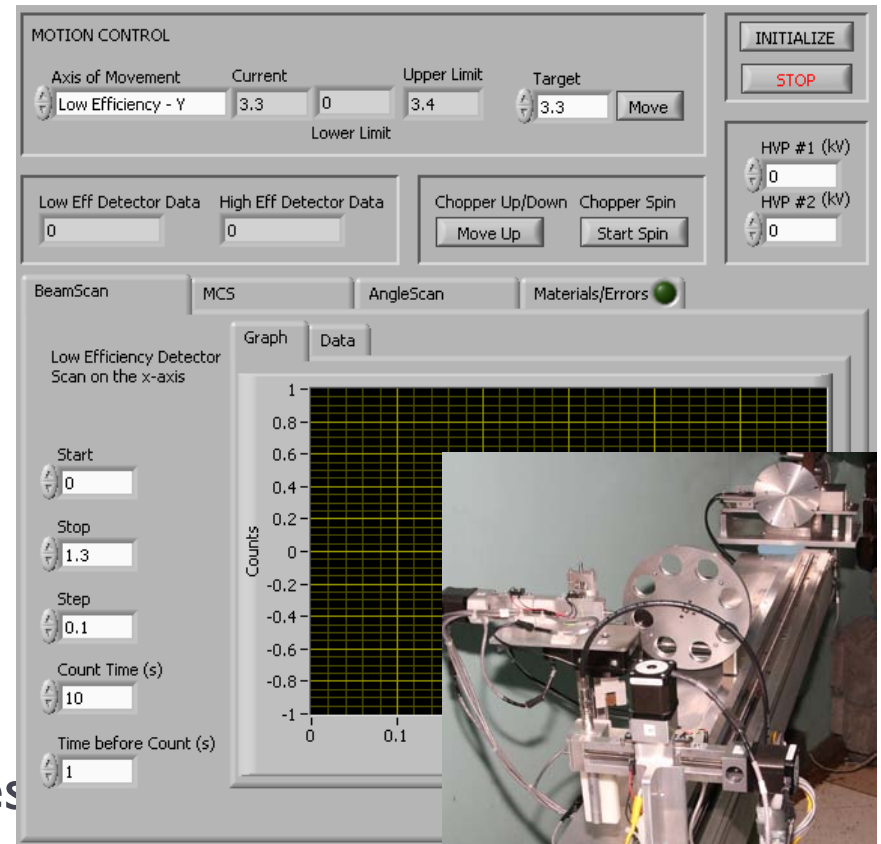 MOTION CONTROL
INITIALIZE
STOP
Axis of Movement Current Upper Limit Target
Low Efficiency - Y 3.3 0 3.4 3.3 Move
Lower Limit
HVP #1 (kV)
0
HVP #2 (kV)
0
Low Eff Detector Data High Eff Detector Data
0 0
Chopper Up/Down Chopper Spin
Move Up Start Spin
BeamScan MCS AngleScan Materials/Errors
Low Efficiency Detector
Scan on the x-axis
Start
0
Stop
1.3
Step
0.1
Count Time (s)
10
Time before Count (s)
1
Graph Data
Counts
1
0.8
0.6
0.4
0.2
0
-0.2
-0.4
-0.6
-0.8
-1
0 0.1
es